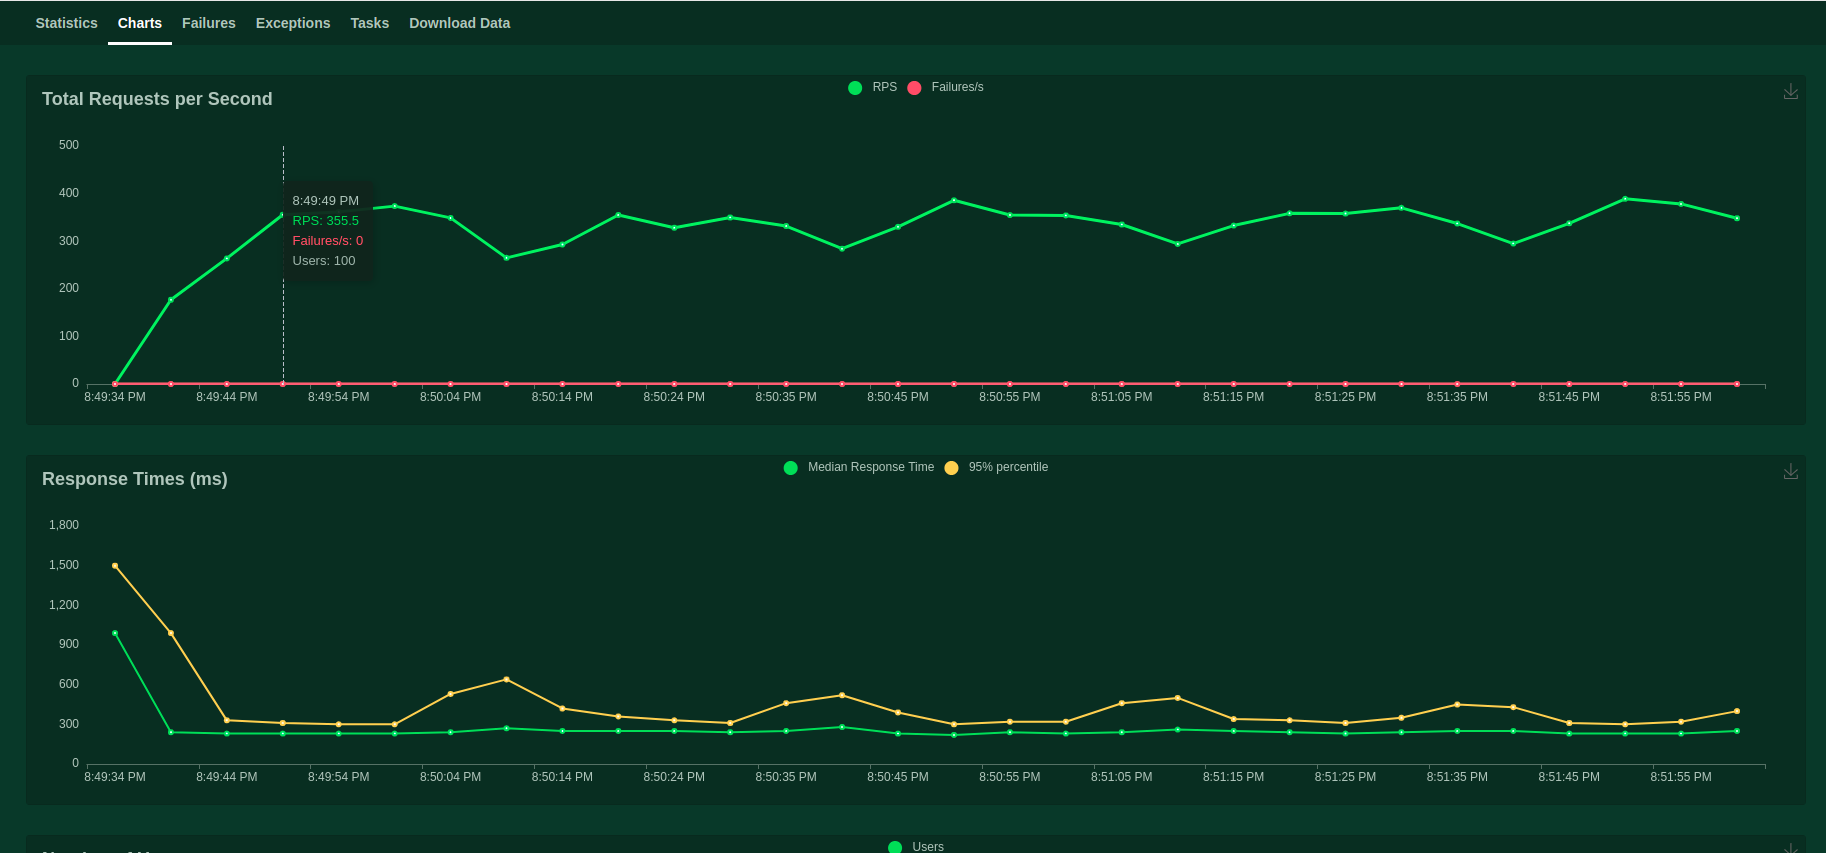 Statistics Charts Failures Exceptions Tasks Download Data
Total Requests per Second
RPS Failures/s
500
400
300
200
100
0
8:49:49 PM
RPS: 355.5
Failures/s: 0
Users: 100
8:49:34 PM 8:49:44 PM 8:49:54 PM 8:50:04 PM 8:50:14 PM 8:50:24 PM 8:50:35 PM 8:50:45 PM 8:50:55 PM 8:51:05 PM 8:51:15 PM 8:51:25 PM 8:51:35 PM 8:51:45 PM 8:51:55 PM
Response Times (ms)
Median Response Time 95% percentile
1,800
1,500
1,200
900
600
300
0
8:49:34 PM 8:49:44 PM 8:49:54 PM 8:50:04 PM 8:50:14 PM 8:50:24 PM 8:50:35 PM 8:50:45 PM 8:50:55 PM 8:51:05 PM 8:51:15 PM 8:51:25 PM 8:51:35 PM 8:51:45 PM 8:51:55 PM
Users